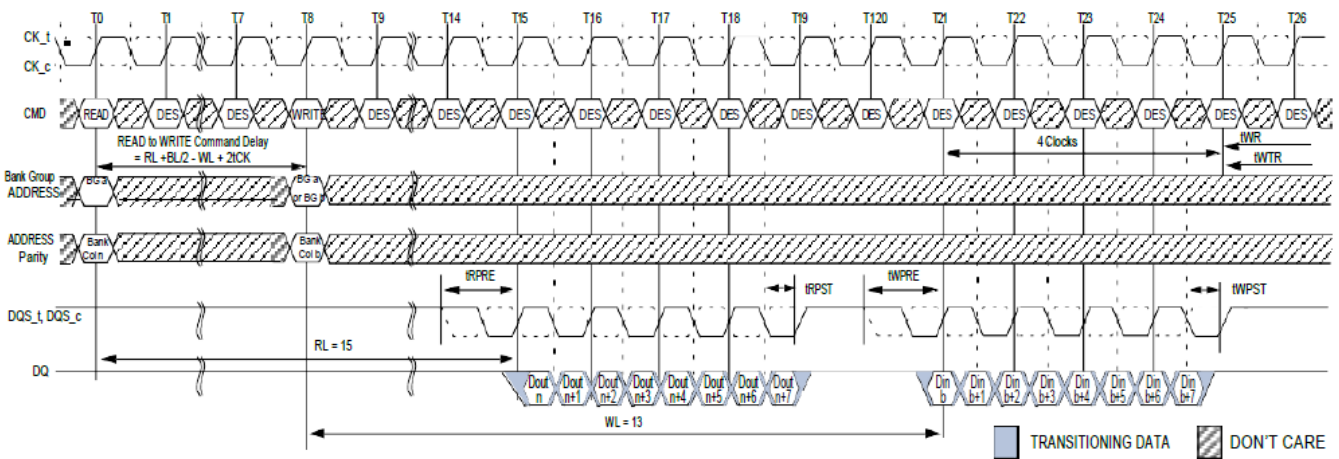 T0 T1 T7 T8 T9 T14 T15 T16 T17 T18 T19 T120 T21 T22 T23 T24 T25 T26
CK_t
CK_c
CMD READ DES DES WRITE DES DES DES DES DES DES DES DES DES DES DES DES DES DES
READ to WRITE Command Delay
= RL +BL/2 - WL + 2tCK
4 Clocks
tWR
tWTR
Bank Group
ADDRESS
BG a
BG a
or BG b
ADDRESS
Parity
Bank
Col n
Bank
Col b
tRPRE tRPST tWPRE tWPST
DQS_t, DQS_c
RL = 15
DQ
Dout Dout Dout Dout Dout Dout Dout Dout Din Din Din Din Din Din Din Din
n n+1 n+2 n+3 n+4 n+5 n+6 n+7 b b+1 b+2 b+3 b+4 b+5 b+6 b+7
WL = 13
TRANSITIONING DATA DON'T CARE